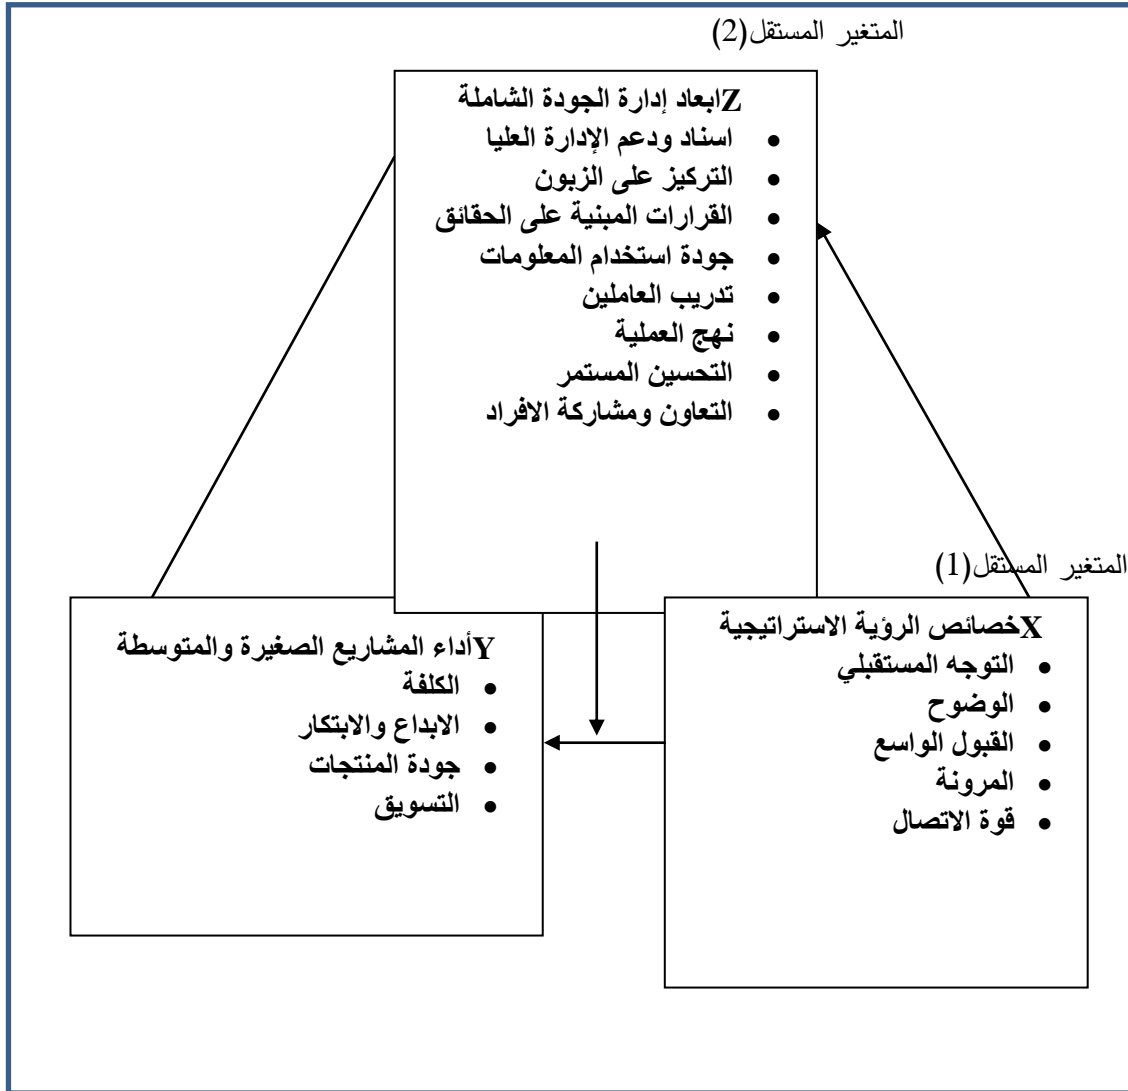 المتغير المستقل(2)
Zابعاد إدارة الجودة الشاملة
• اسناد ودعم الإدارة العليا
• التركيز على الزبون
• القرارات المبنية على الحقائق
• جودة استخدام المعلومات
• تدريب العاملين
• نهج العملية
• التحسين المستمر
• التعاون ومشاركة الافراد
المتغير المستقل(1)
Xخصائص الرؤية الاستراتيجية
• التوجه المستقبلي
• الوضوح
• القبول الواسع
• المرونة
• قوة الاتصال
Yأداء المشاريع الصغيرة والمتوسطة
• الكلفة
• الابداع والابتكار
• جودة المنتجات
• التسويق